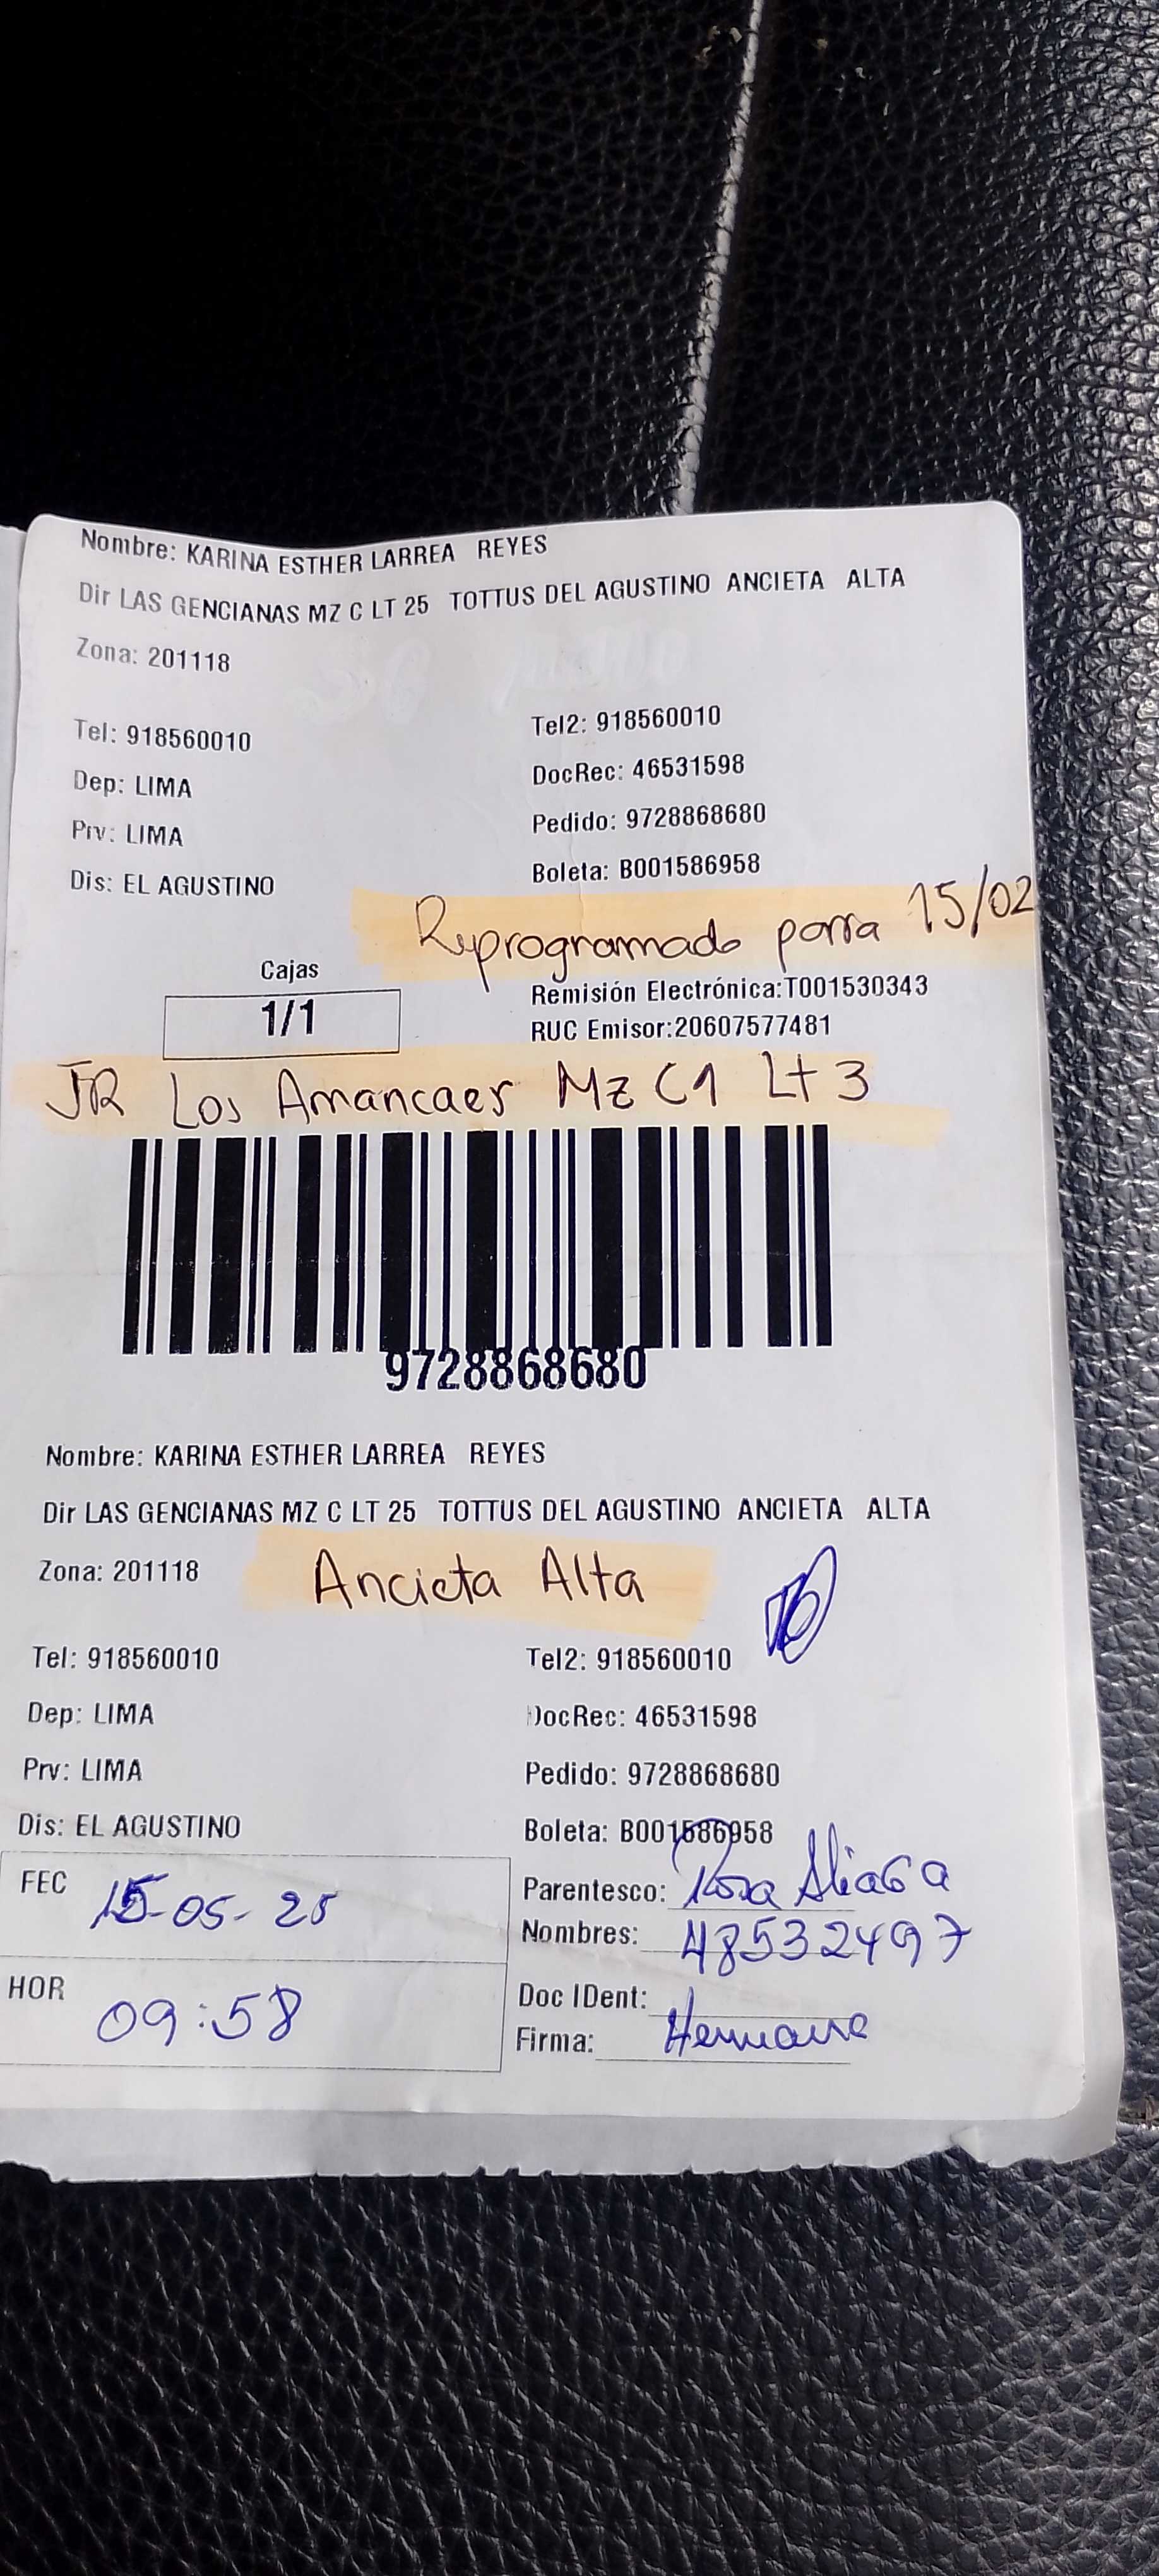 Nombre: KARINA ESTHER LARREA REYES
Dir LAS GENCIANAS MZ C LT 25 TOTTUS DEL AGUSTINO ANCIETA ALTA
Zona: 201118
Tel: 918560010 Tel2: 918560010
Dep: LIMA DocRec: 46531598
Prv: LIMA Pedido: 9728868680
Dis: EL AGUSTINO Boleta: B001586958
Reprogramado para 15/02
Cajas
1/1
Remisión Electrónica:T001530343
RUC Emisor:20607577481
JR Los Amancaes Mz C1 Lt 3
9728868680
Nombre: KARINA ESTHER LARREA REYES
Dir LAS GENCIANAS MZ C LT 25 TOTTUS DEL AGUSTINO ANCIETA ALTA
Zona: 201118 Ancieta Alta
Tel: 918560010 Tel2: 918560010
Dep: LIMA DocRec: 46531598
Prv: LIMA Pedido: 9728868680
Dis: EL AGUSTINO Boleta: B001586958
FEC 15-05-25 Parentesco: Rosa Aliaga
Nombres: 48532497
HOR 09:58 Doc IDent:
Firma: Hermana